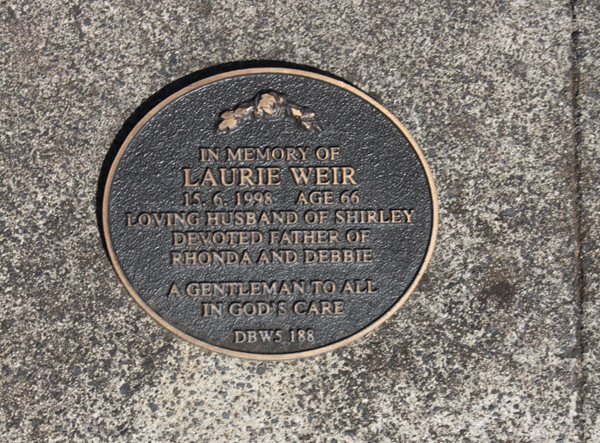 IN MEMORY OF
LAURIE WEIR
15. 6. 1998 AGE 66
LOVING HUSBAND OF SHIRLEY
DEVOTED FATHER OF
RHONDA AND DEBBIE
A GENTLEMAN TO ALL
IN GOD'S CARE
DBW5 188